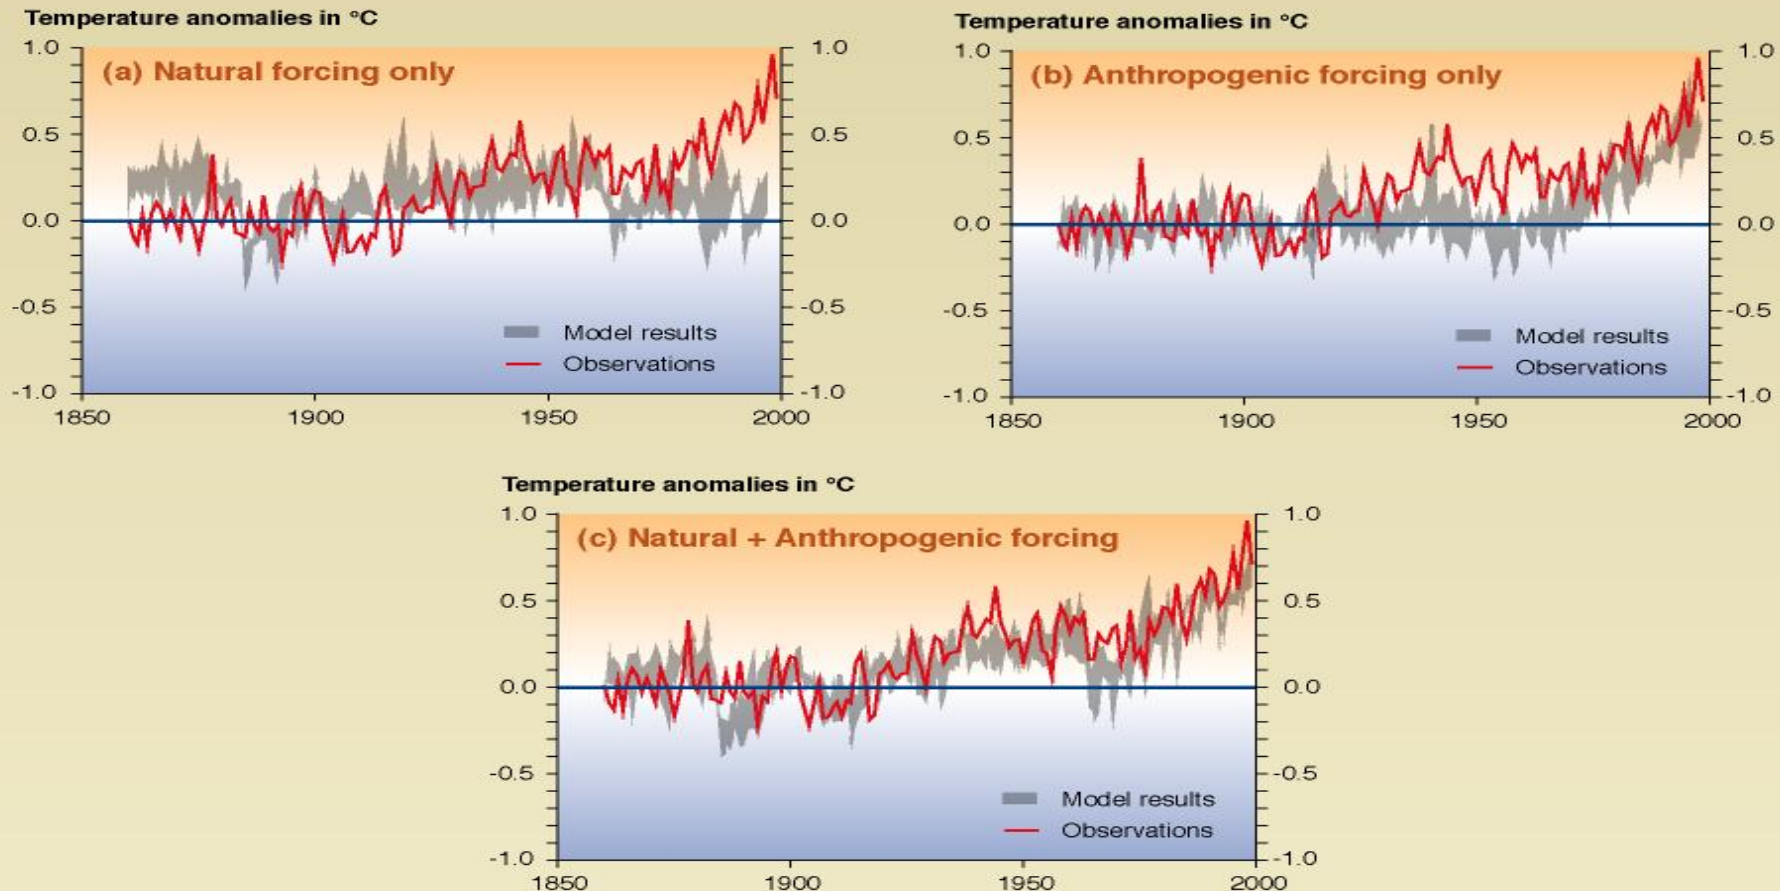 Temperature anomalies in °C
1.0 1.0
(a) Natural forcing only
0.5 0.5
0.0 0.0
-0.5 -0.5
Model results
Observations
-1.0 -1.0
1850 1900 1950 2000
Temperature anomalies in °C
1.0 1.0
(b) Anthropogenic forcing only
0.5 0.5
0.0 0.0
-0.5 -0.5
Model results
Observations
-1.0 -1.0
1850 1900 1950 2000
Temperature anomalies in °C
1.0 1.0
(c) Natural + Anthropogenic forcing
0.5 0.5
0.0 0.0
-0.5 -0.5
Model results
Observations
-1.0 -1.0
1850 1900 1950 2000